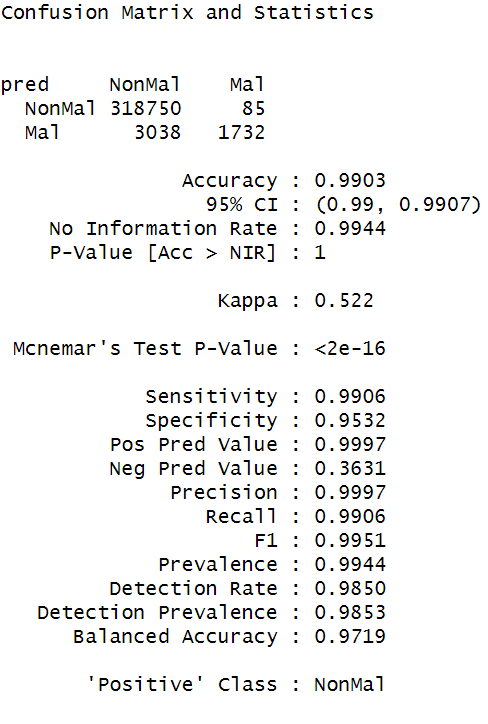 Confusion Matrix and Statistics
pred NonMal Mal
NonMal 318750 85
Mal 3038 1732
Accuracy : 0.9903
95% CI : (0.99, 0.9907)
No Information Rate : 0.9944
P-Value [Acc > NIR] : 1
Kappa : 0.522
Mcnemar's Test P-Value : <2e-16
Sensitivity : 0.9906
Specificity : 0.9532
Pos Pred Value : 0.9997
Neg Pred Value : 0.3631
Precision : 0.9997
Recall : 0.9906
F1 : 0.9951
Prevalence : 0.9944
Detection Rate : 0.9850
Detection Prevalence : 0.9853
Balanced Accuracy : 0.9719
'Positive' Class : NonMal